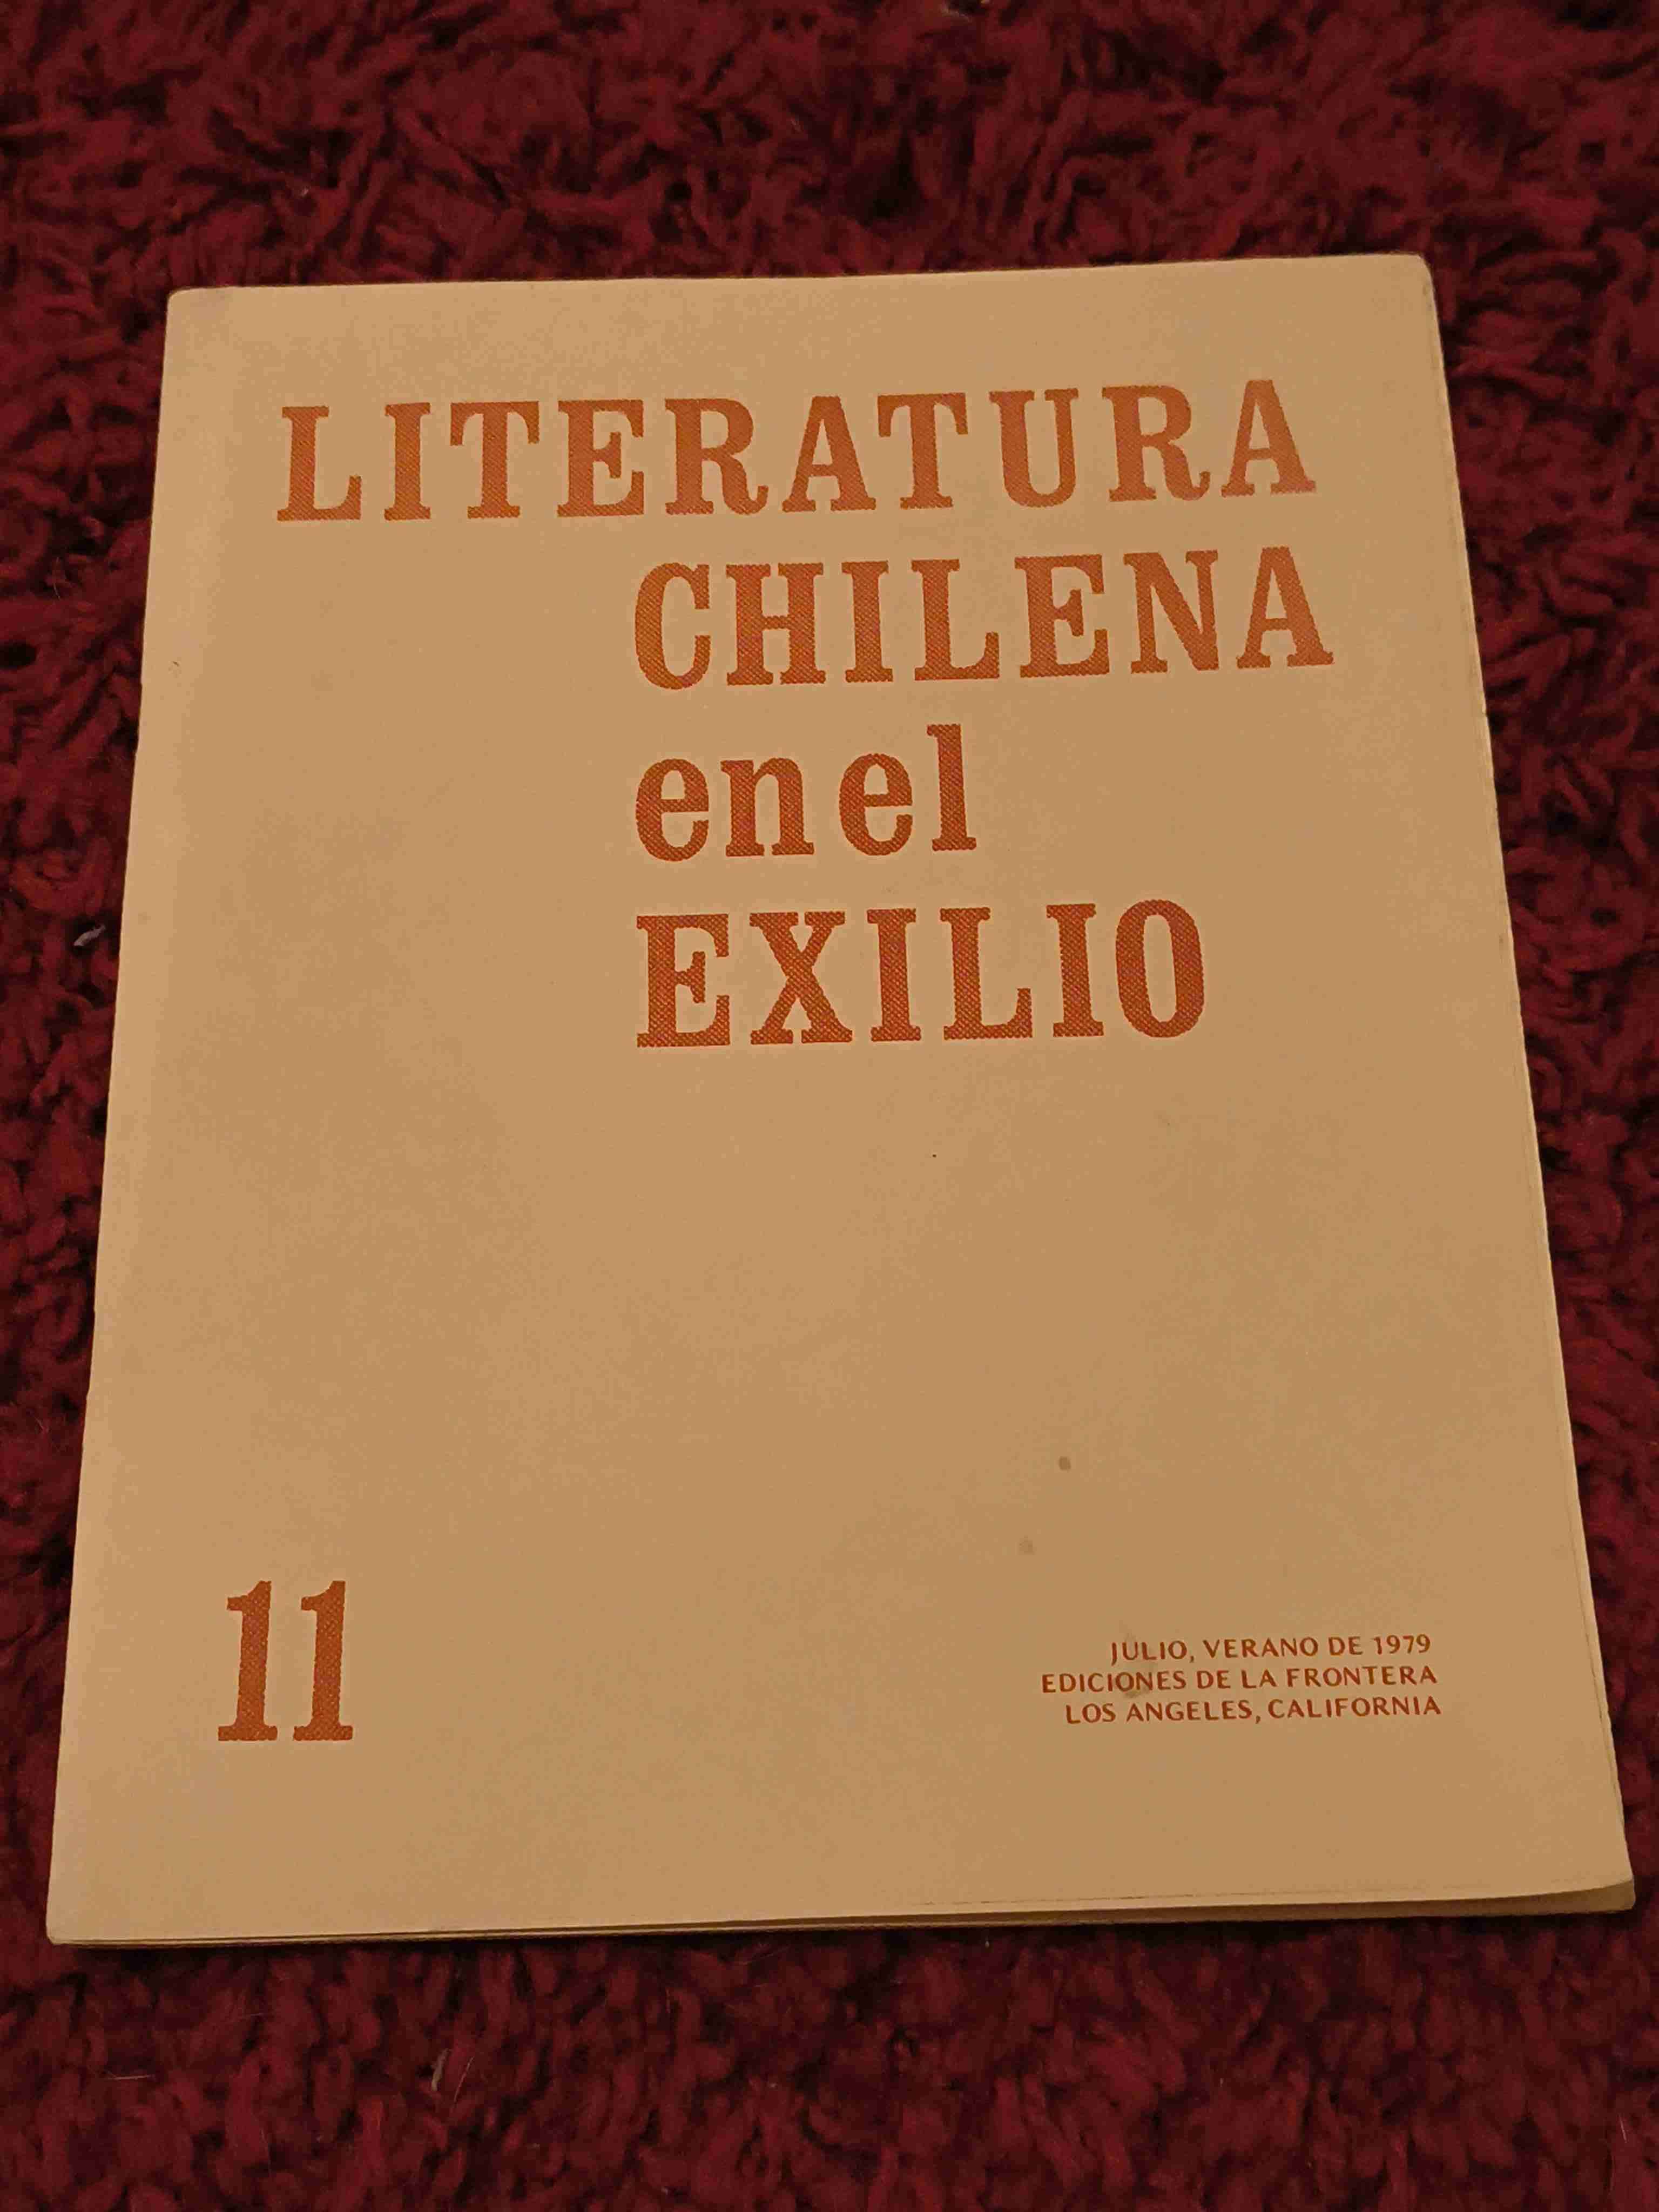 LITERATURA
CHILENA
en el
EXILIO
11
JULIO, VERANO DE 1979
EDICIONES DE LA FRONTERA
LOS ANGELES, CALIFORNIA